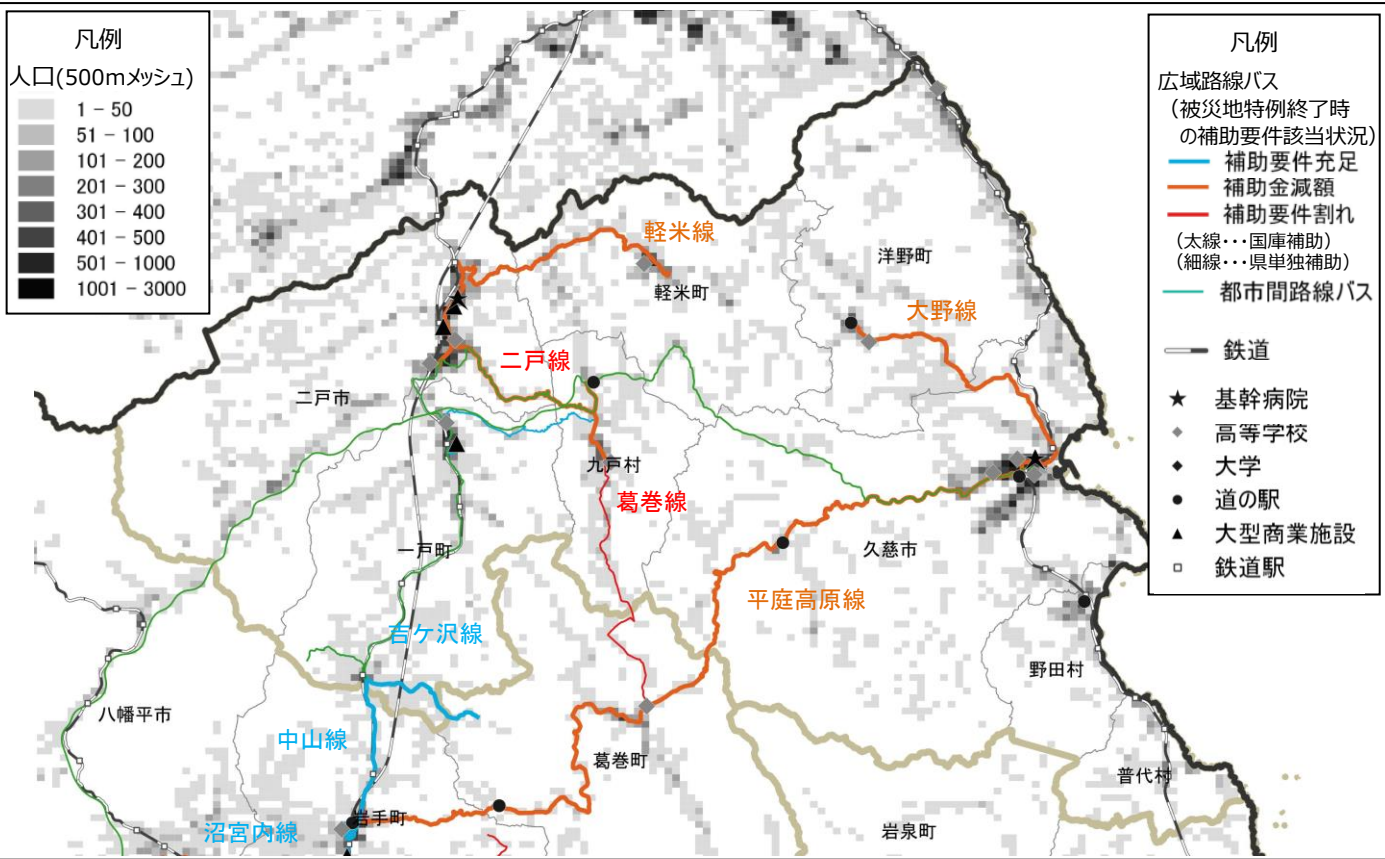 凡例
人口(500mメッシュ)
1 - 50
51 - 100
101 - 200
201 - 300
301 - 400
401 - 500
501 - 1000
1001 - 3000
凡例
広域路線バス
(被災地特例終了時
の補助要件該当状況)
補助要件充足
補助金減額
補助要件割れ
(太線・・・国庫補助)
(細線・・・県単独補助)
都市間路線バス
鉄道
基幹病院
高等学校
大学
道の駅
大型商業施設
鉄道駅
軽米線
洋野町
軽米町
大野線
二戸線
二戸市
九戸村
葛巻線
一戸町
久慈市
平庭高原線
百ケ沢線
野田村
八幡平市
中山線
葛巻町
普代村
岩手町
沼宮内線
岩泉町